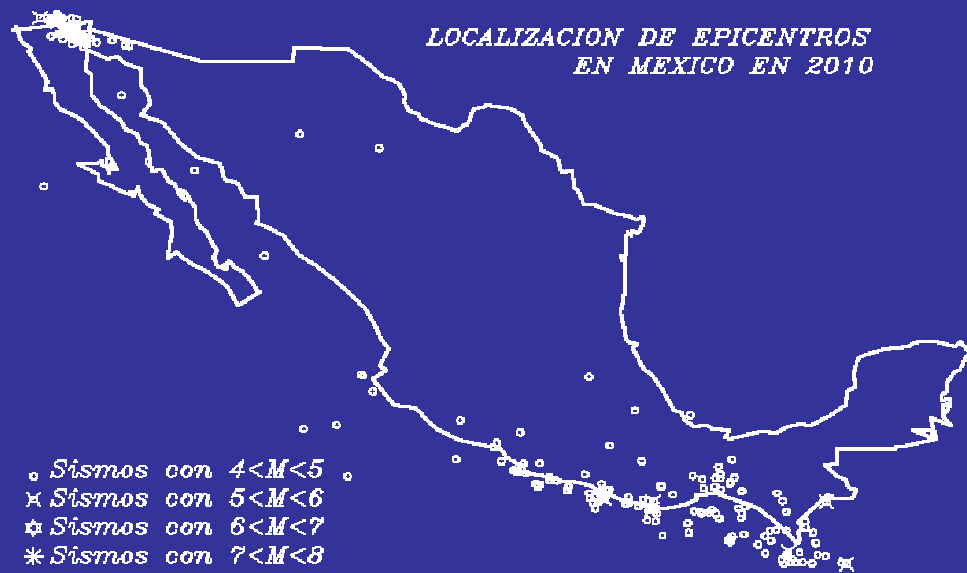 LOCALIZACION DE EPICENTROS
EN MEXICO EN 2010
Sismos con 4<M<5
Sismos con 5<M<6
Sismos con 6<M<7
Sismos con 7<M<8